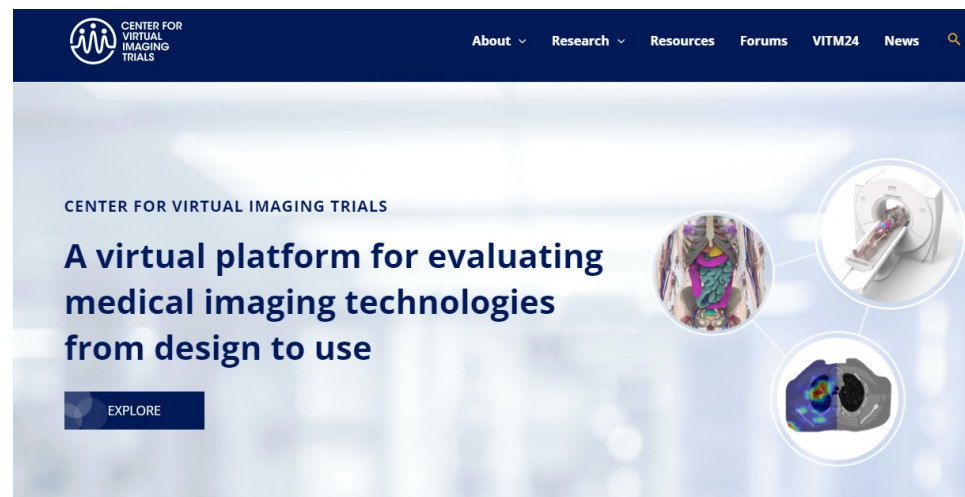 CENTER FOR
VIRTUAL
IMAGING
TRIALS
About
Research
Resources
Forums
VITM24
News
CENTER FOR VIRTUAL IMAGING TRIALS
A virtual platform for evaluating
medical imaging technologies
from design to use
EXPLORE